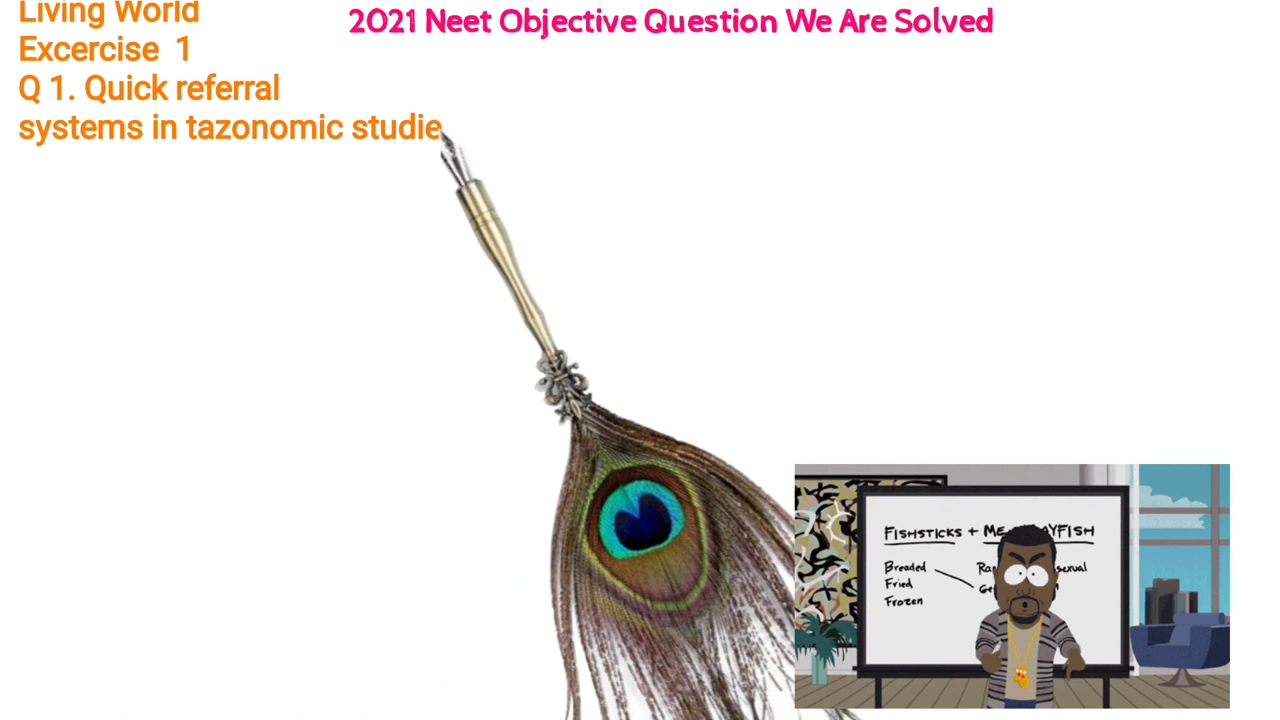 Living World
2021 Neet Objective Question We Are Solved
Excercise 1
Q 1. Quick referral
systems in tazonomic studie
FISHSTICKS +
Breaded
Fried
Frozen